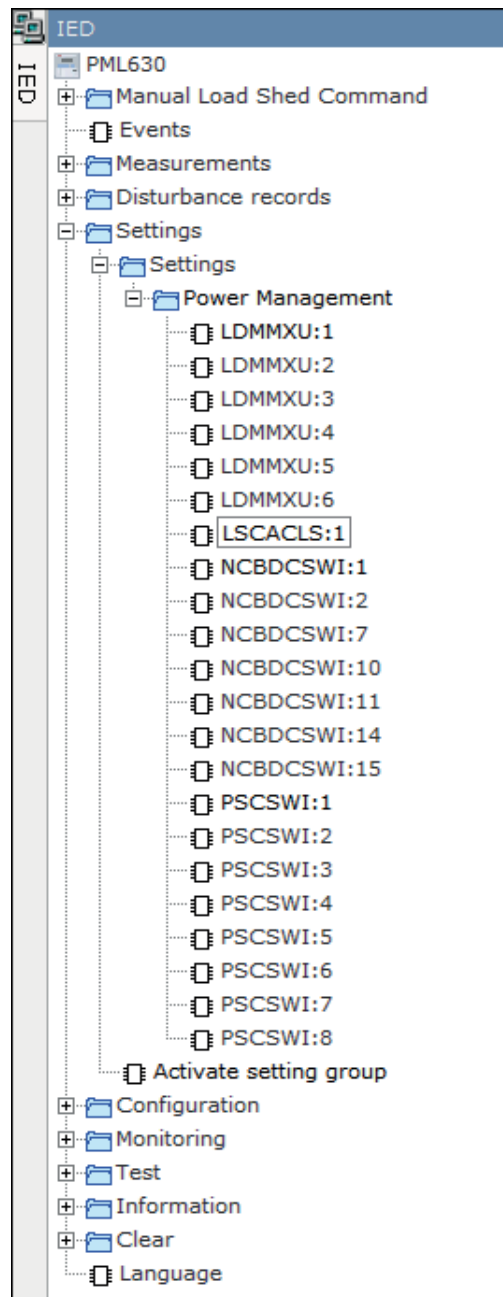 IED
IED
PML630
Manual Load Shed Command
Events
Measurements
Disturbance records
Settings
Settings
Power Management
LDMMXU:1
LDMMXU:2
LDMMXU:3
LDMMXU:4
LDMMXU:5
LDMMXU:6
LSCACLS:1
NCBDCSWI:1
NCBDCSWI:2
NCBDCSWI:7
NCBDCSWI:10
NCBDCSWI:11
NCBDCSWI:14
NCBDCSWI:15
PSCSWI:1
PSCSWI:2
PSCSWI:3
PSCSWI:4
PSCSWI:5
PSCSWI:6
PSCSWI:7
PSCSWI:8
Activate setting group
Configuration
Monitoring
Test
Information
Clear
Language